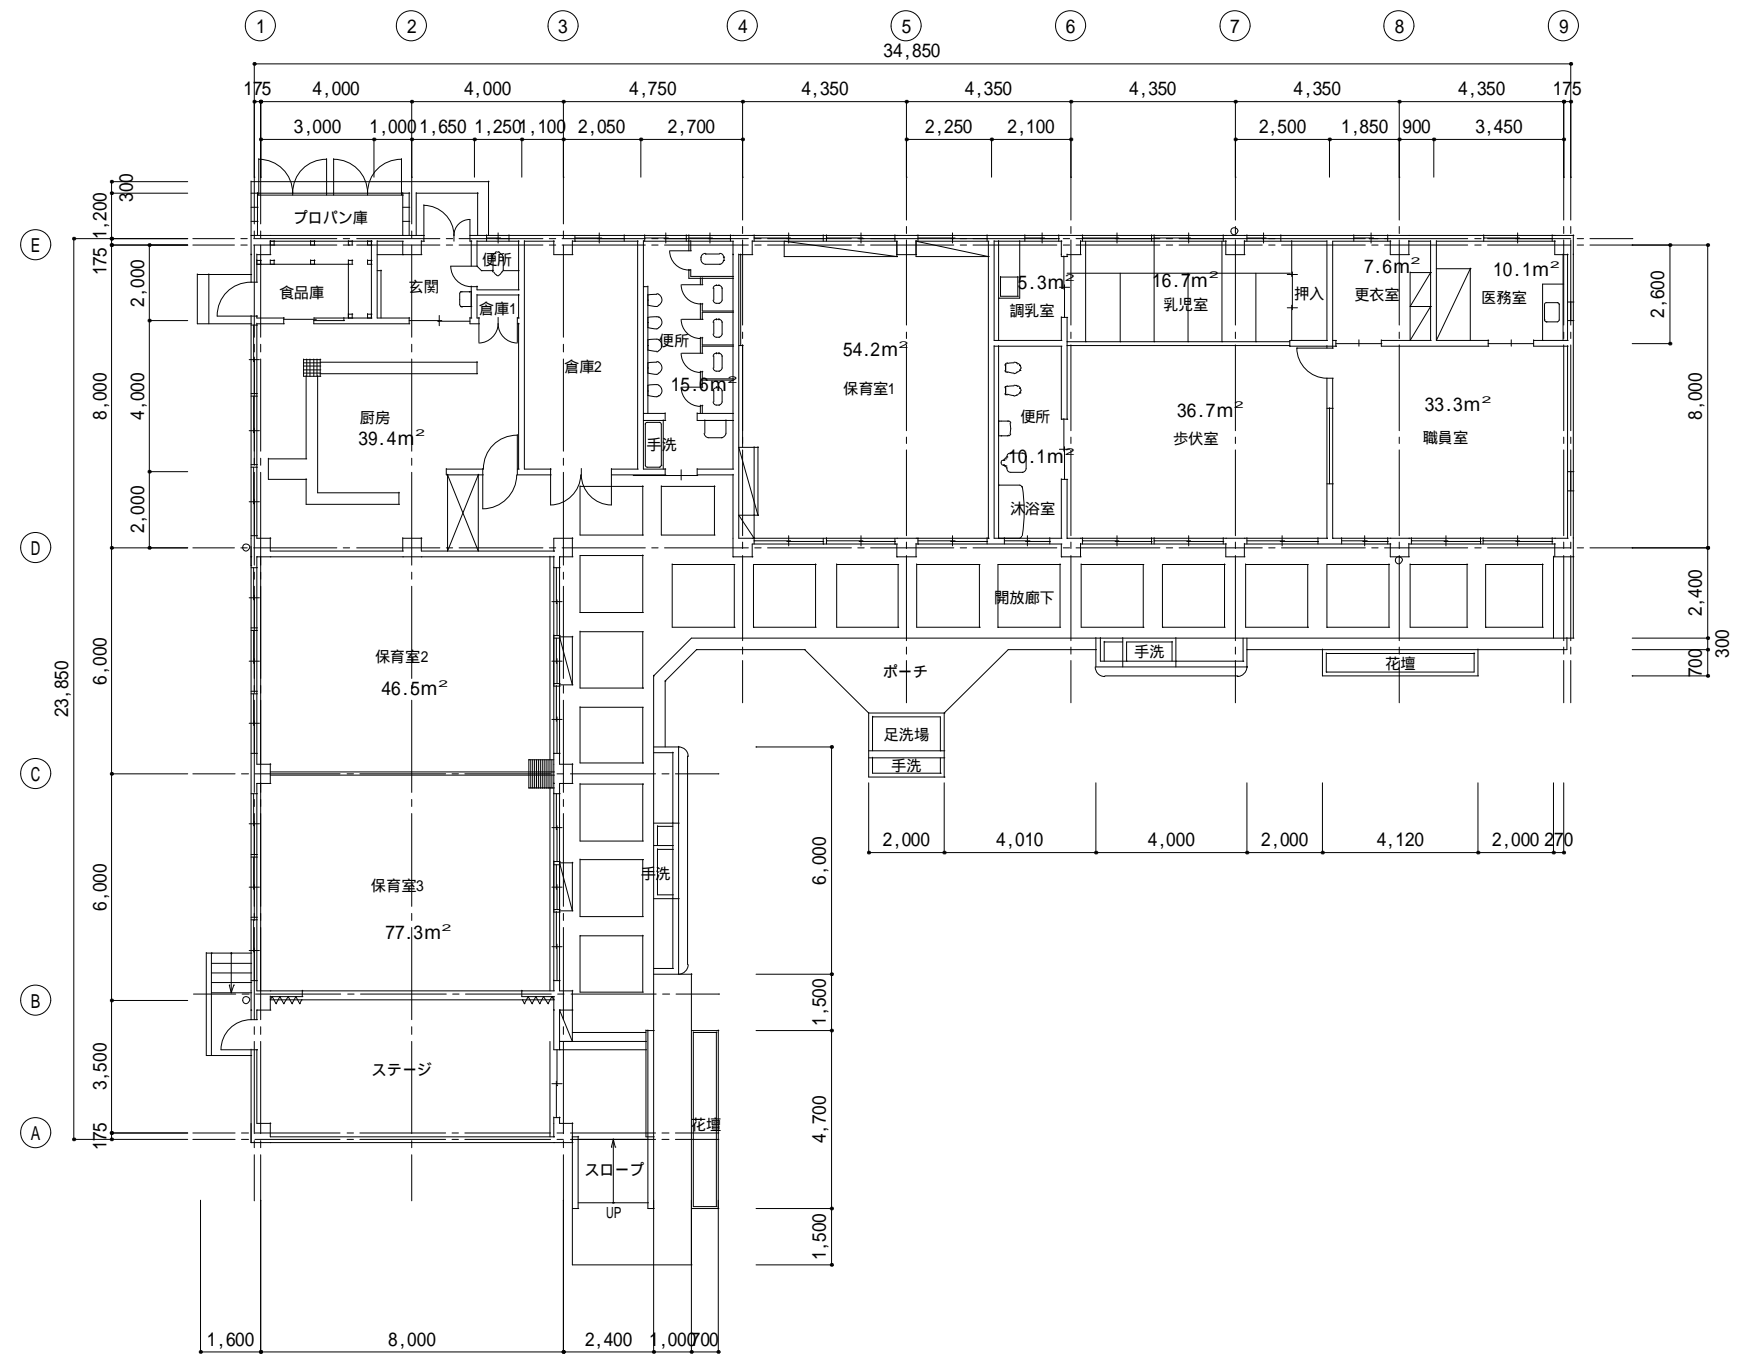 1 2 3 4 5 6 7 8 9
34,850
175 4,000 4,000 4,750 4,350 4,350 4,350 4,350 4,350 175
3,000 1,000 1,650 1,250 1,100 2,050 2,700 2,250 2,100 2,500 1,850 900 3,450
300
1,200
プロパン庫
E
175
便所
7.6m²
10.1m²
5.3m²
16.7m²
2,000
食品庫
玄関
押入
更衣室
医務室
2,600
倉庫1
調乳室
乳児室
便所
54.2m²
倉庫2
15.6m²
保育室1
8,000
4,000
8,000
厨房
39.4m²
手洗
便所
36.7m²
歩伏室
33.3m²
職員室
10.1m²
2,000
沐浴室
D
開放廊下
2,400
300
700
6,000
保育室2
46.5m²
ポーチ
手洗
花壇
23,850
足洗場
手洗
C
2,000 4,010 4,000 2,000 4,120 2,000 270
6,000
手洗
6,000
保育室3
77.3m²
B
1,500
3,500
ステージ
4,700
花壇
A
175
スロープ
UP
1,500
1,600 8,000 2,400 1,000 700